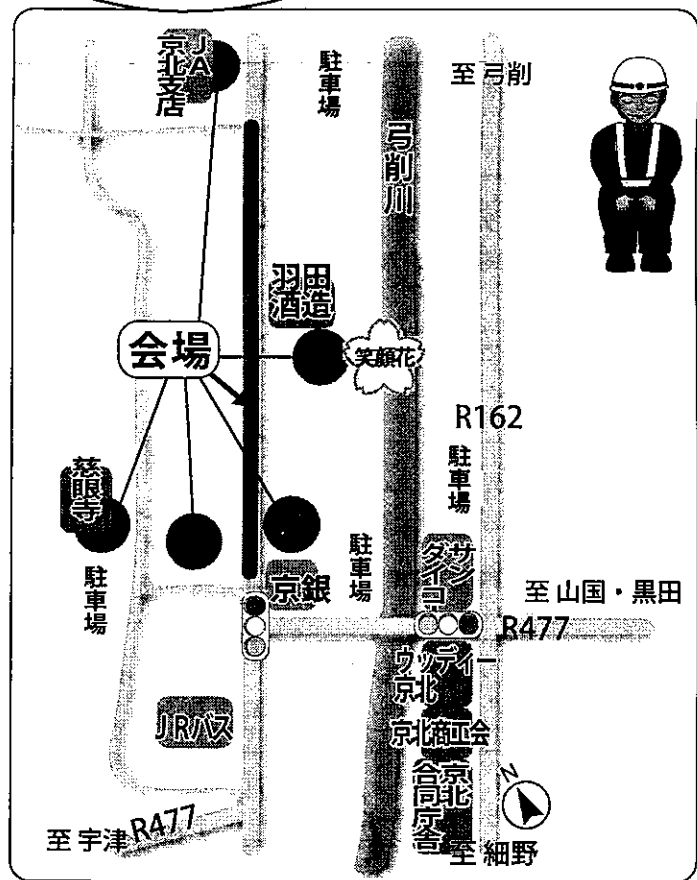 JA
京北支店
駐車場
至 弓削
弓削川
羽田
酒造
会場
笑顔花
R162
駐車場
慈眼寺
駐車場
駐車場
サン
ダイコー
京銀
至 山国・黒田
R477
ウッディー
京北
京北商工会
JRバス
京北
合同庁舎
N
至 宇津 R477
至 細野